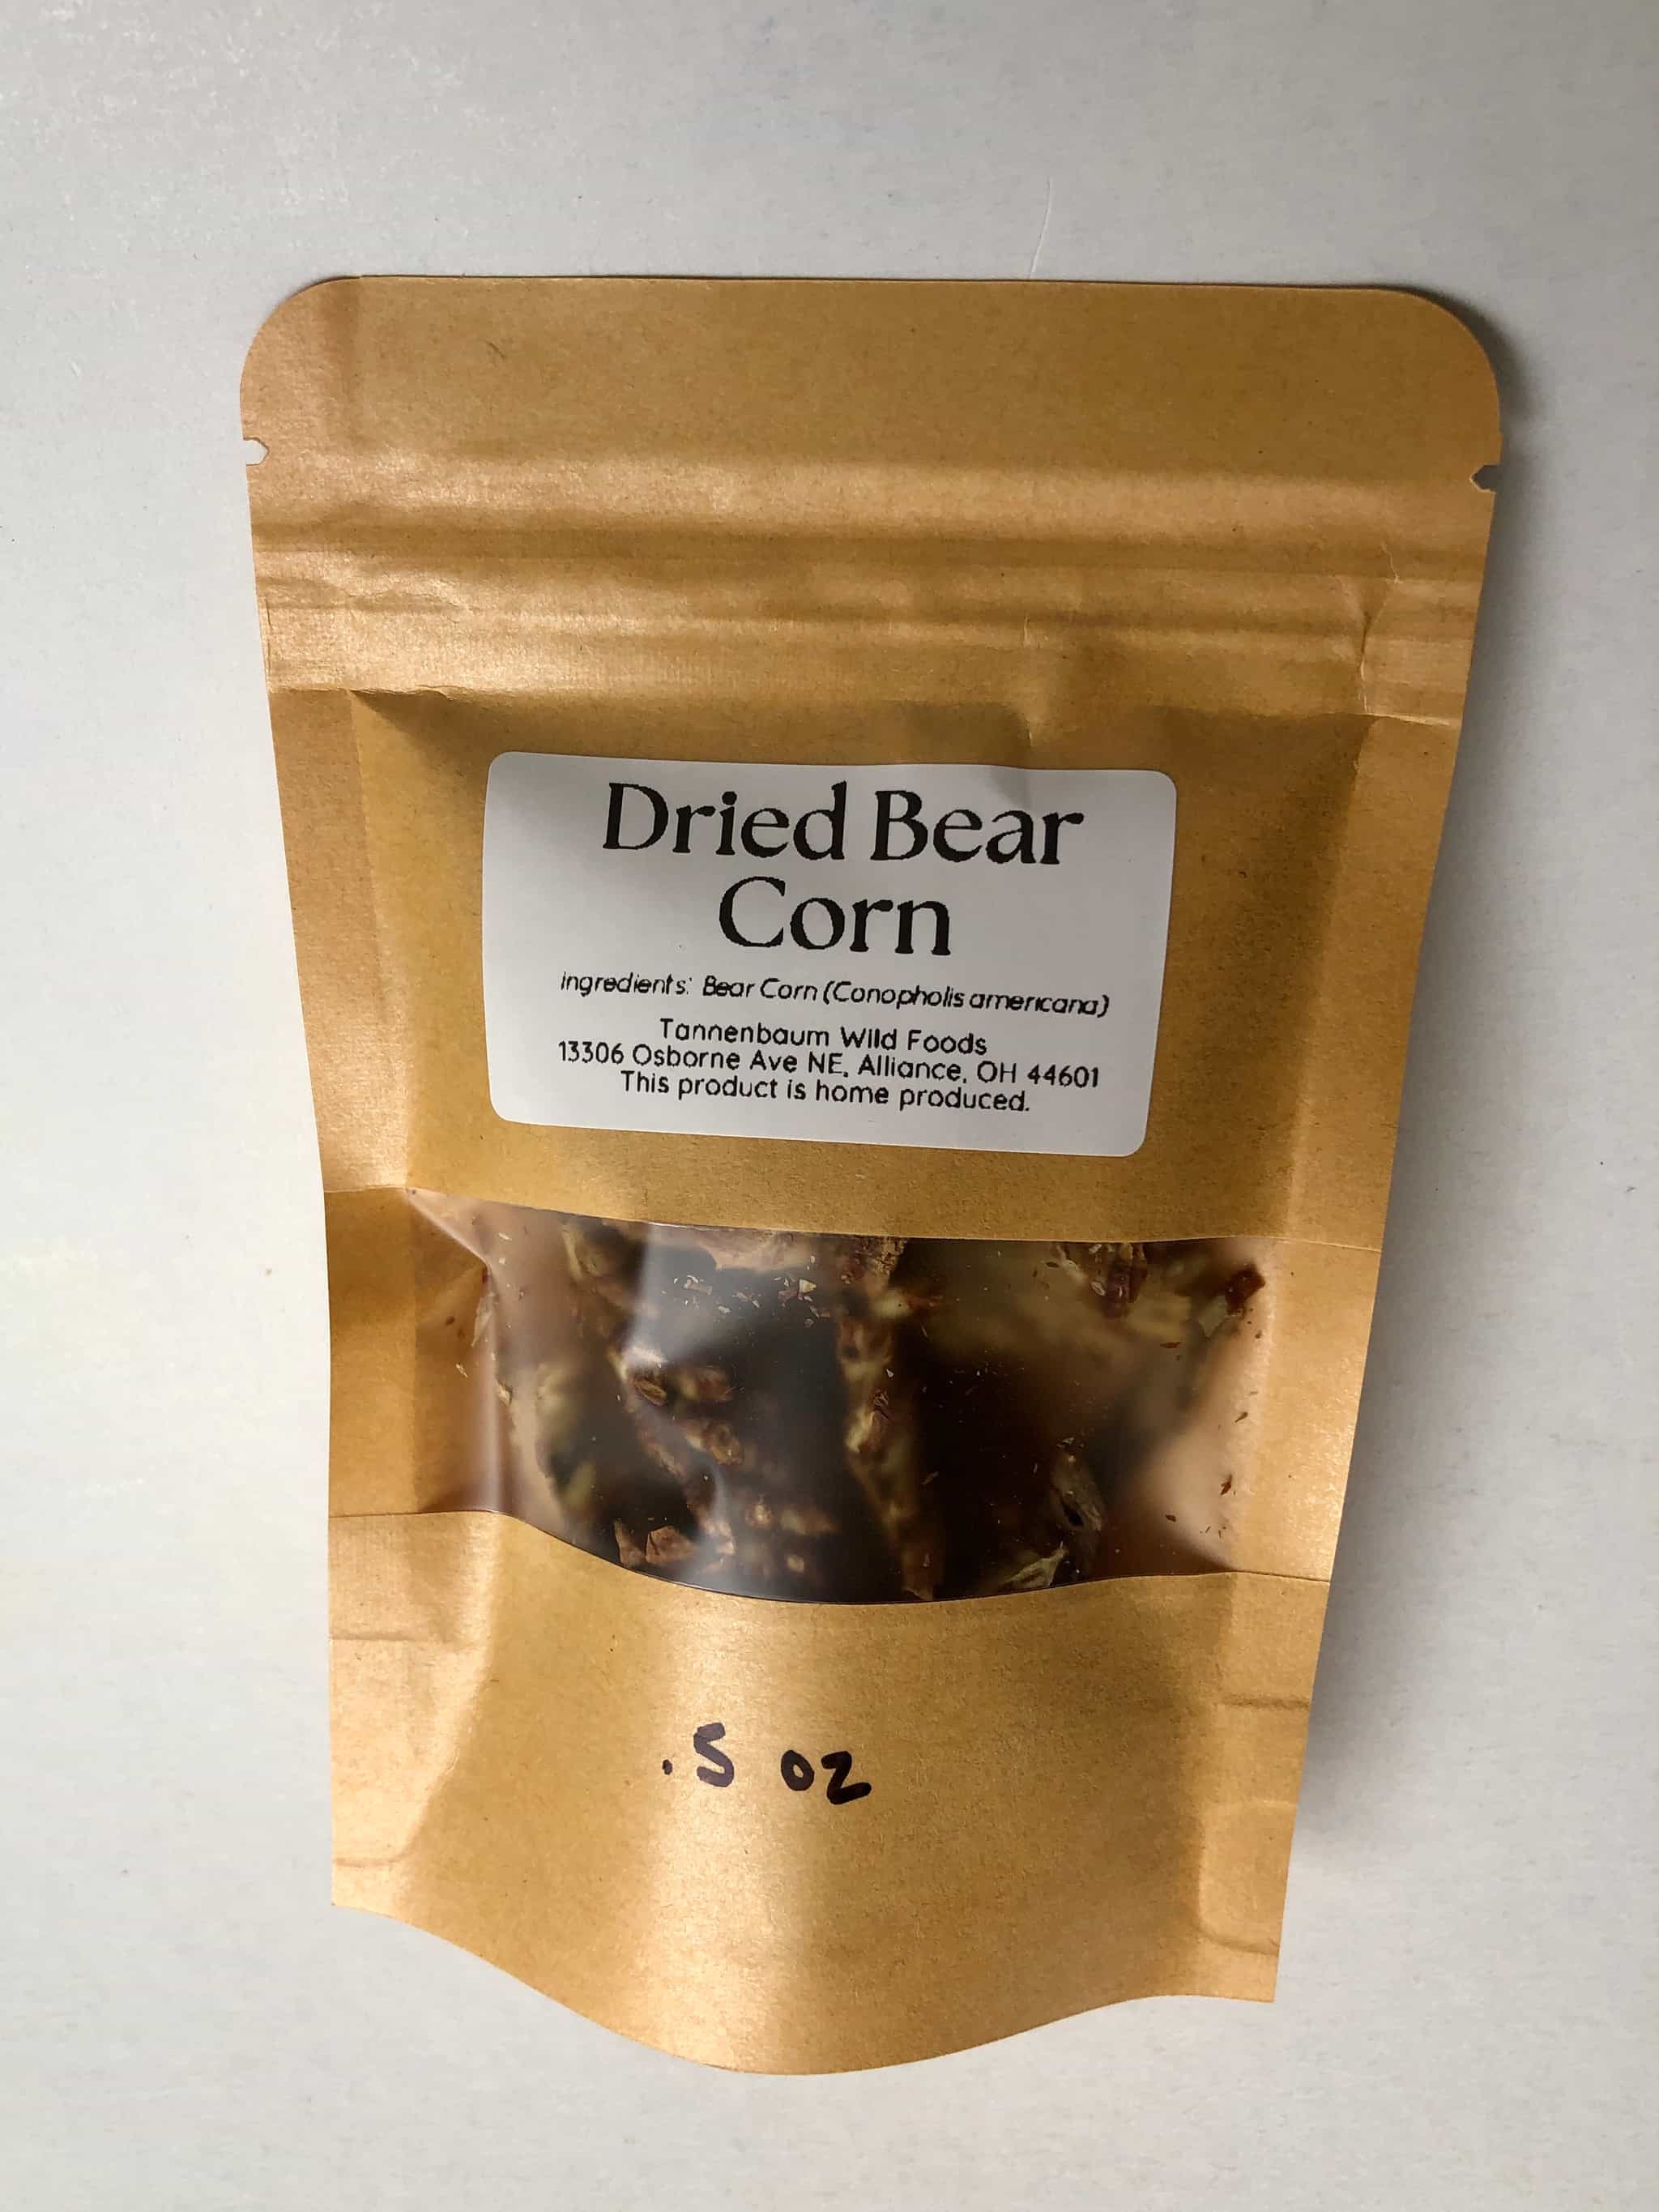 Dried Bear
Corn
ingredients: Bear Corn (Conopholis americana)
Tannenbaum Wild Foods
13306 Osborne Ave NE, Alliance, OH 44601
This product is home produced.
.5 oz